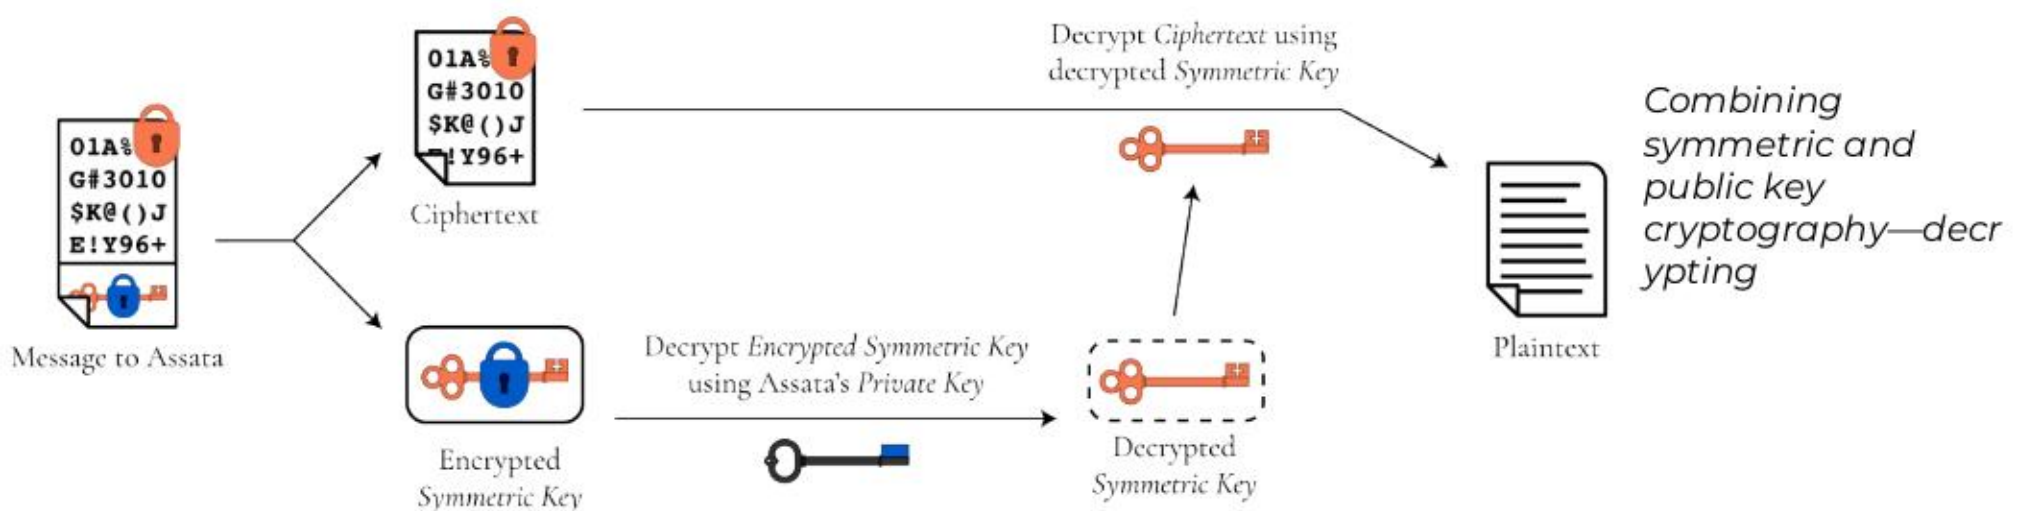 01A%
G#3010
$K@()J
E!Y96+
Message to Assata
01A%
G#3010
$K@()J
!Y96+
Ciphertext
Encrypted
Symmetric Key
Decrypt Encrypted Symmetric Key
using Assata's Private Key
Decrypted
Symmetric Key
Decrypt Ciphertext using
decrypted Symmetric Key
Plaintext
Combining
symmetric and
public key
cryptography—decr
ypting